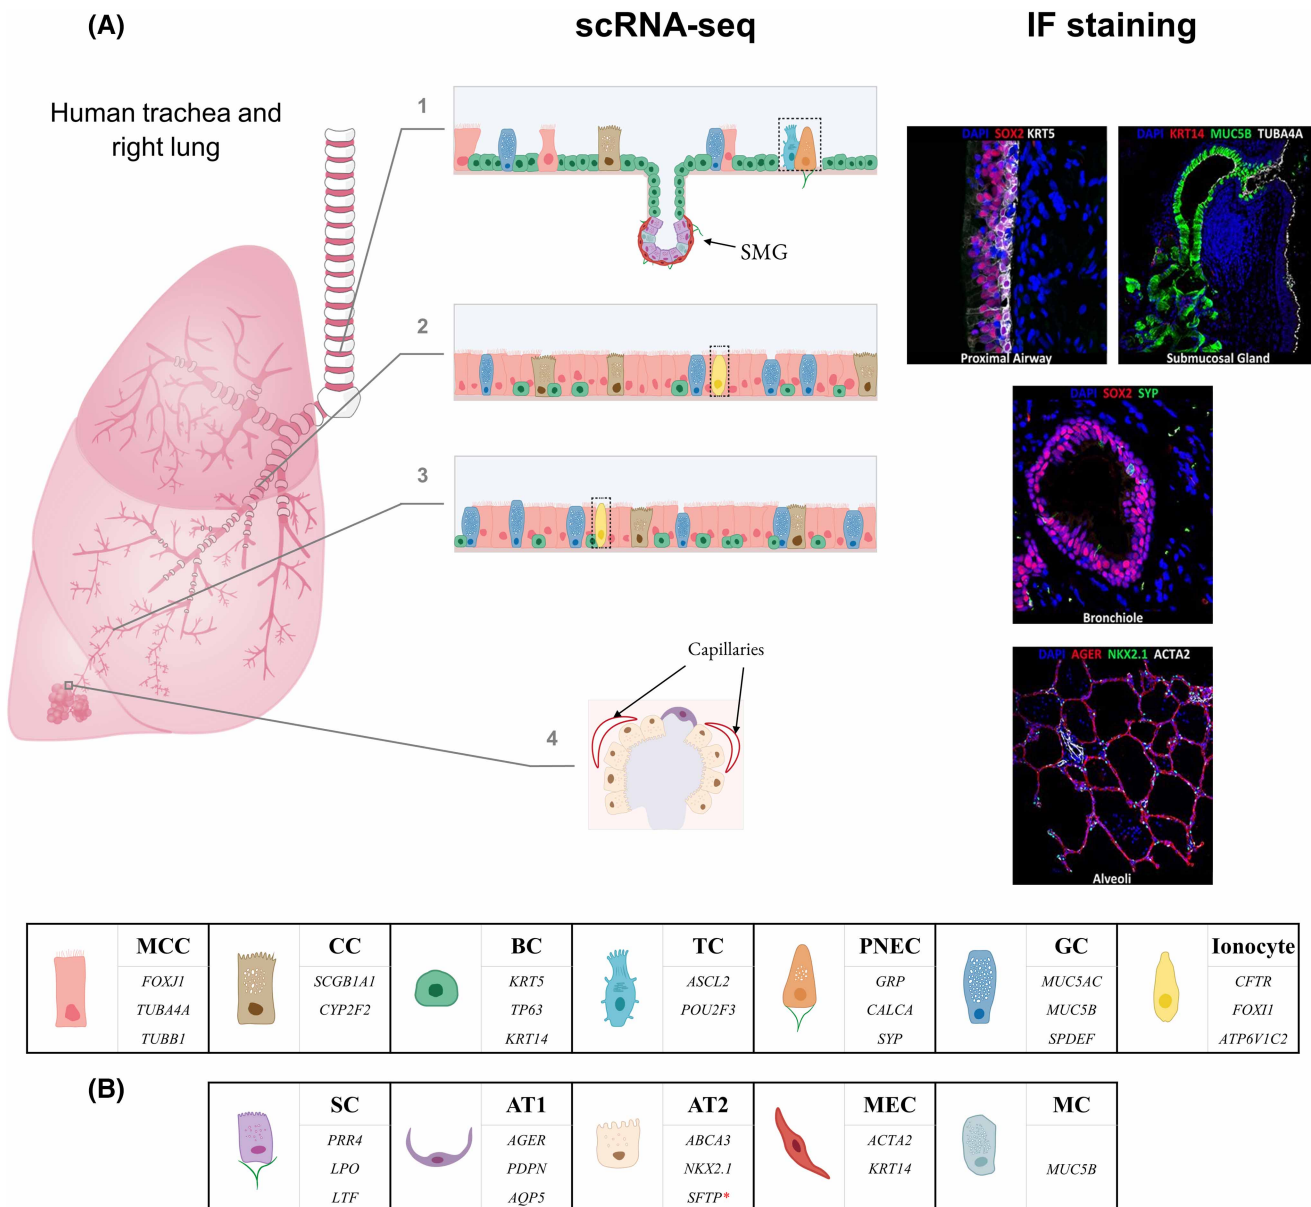 (A)
scRNA-seq
IF staining
Human trachea and
right lung
1
SMG
2
3
Capillaries
4
DAPI SOX2 KRT5
Proximal Airway
DAPI KRT14 MUC5B TUBA4A
Submucosal Gland
DAPI SOX2 SYP
Bronchiole
DAPI AGER NKX2.1 ACTA2
Alveoli
MCC
FOXJ1
TUBA4A
TUBB1
CC
SCGB1A1
CYP2F2
BC
KRT5
TP63
KRT14
TC
ASCL2
POU2F3
PNEC
GRP
CALCA
SYP
GC
MUC5AC
MUC5B
SPDEF
Ionocyte
CFTR
FOXI1
ATP6V1C2
(B)
SC
PRR4
LPO
LTF
AT1
AGER
PDPN
AQP5
AT2
ABCA3
NKX2.1
SFTP*
MEC
ACTA2
KRT14
MC
MUC5B